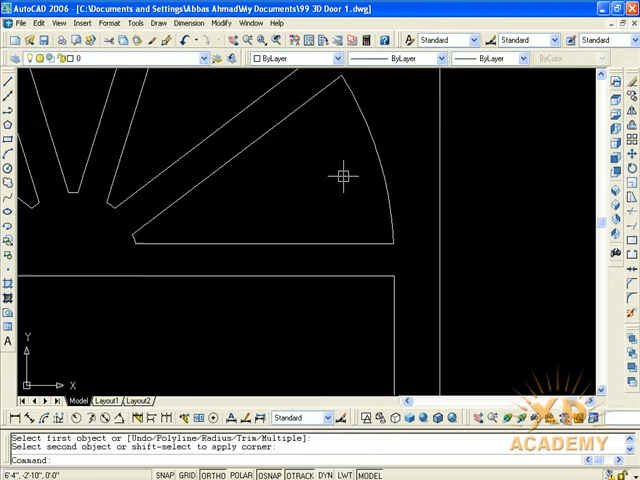 AutoCAD 2006 - [C:\Documents and Settings\Abbas Ahmad\My Documents\99 3D Door 1.dwg]
File Edit View Insert Format Tools Draw Dimension Modify Express Window Help
Standard Standard Standard
0 ByLayer ByLayer ByLayer ByColor
Y
X
Model Layout1 Layout2
Standard
Select first object or [Undo/Polyline/Radius/Trim/Multiple]:
Select second object or shift-select to apply corner:
Command:
ACADEMY
6'-4", -2'-10", 0'-0" SNAP GRID ORTHO POLAR OSNAP OTRACK DYN LWT MODEL